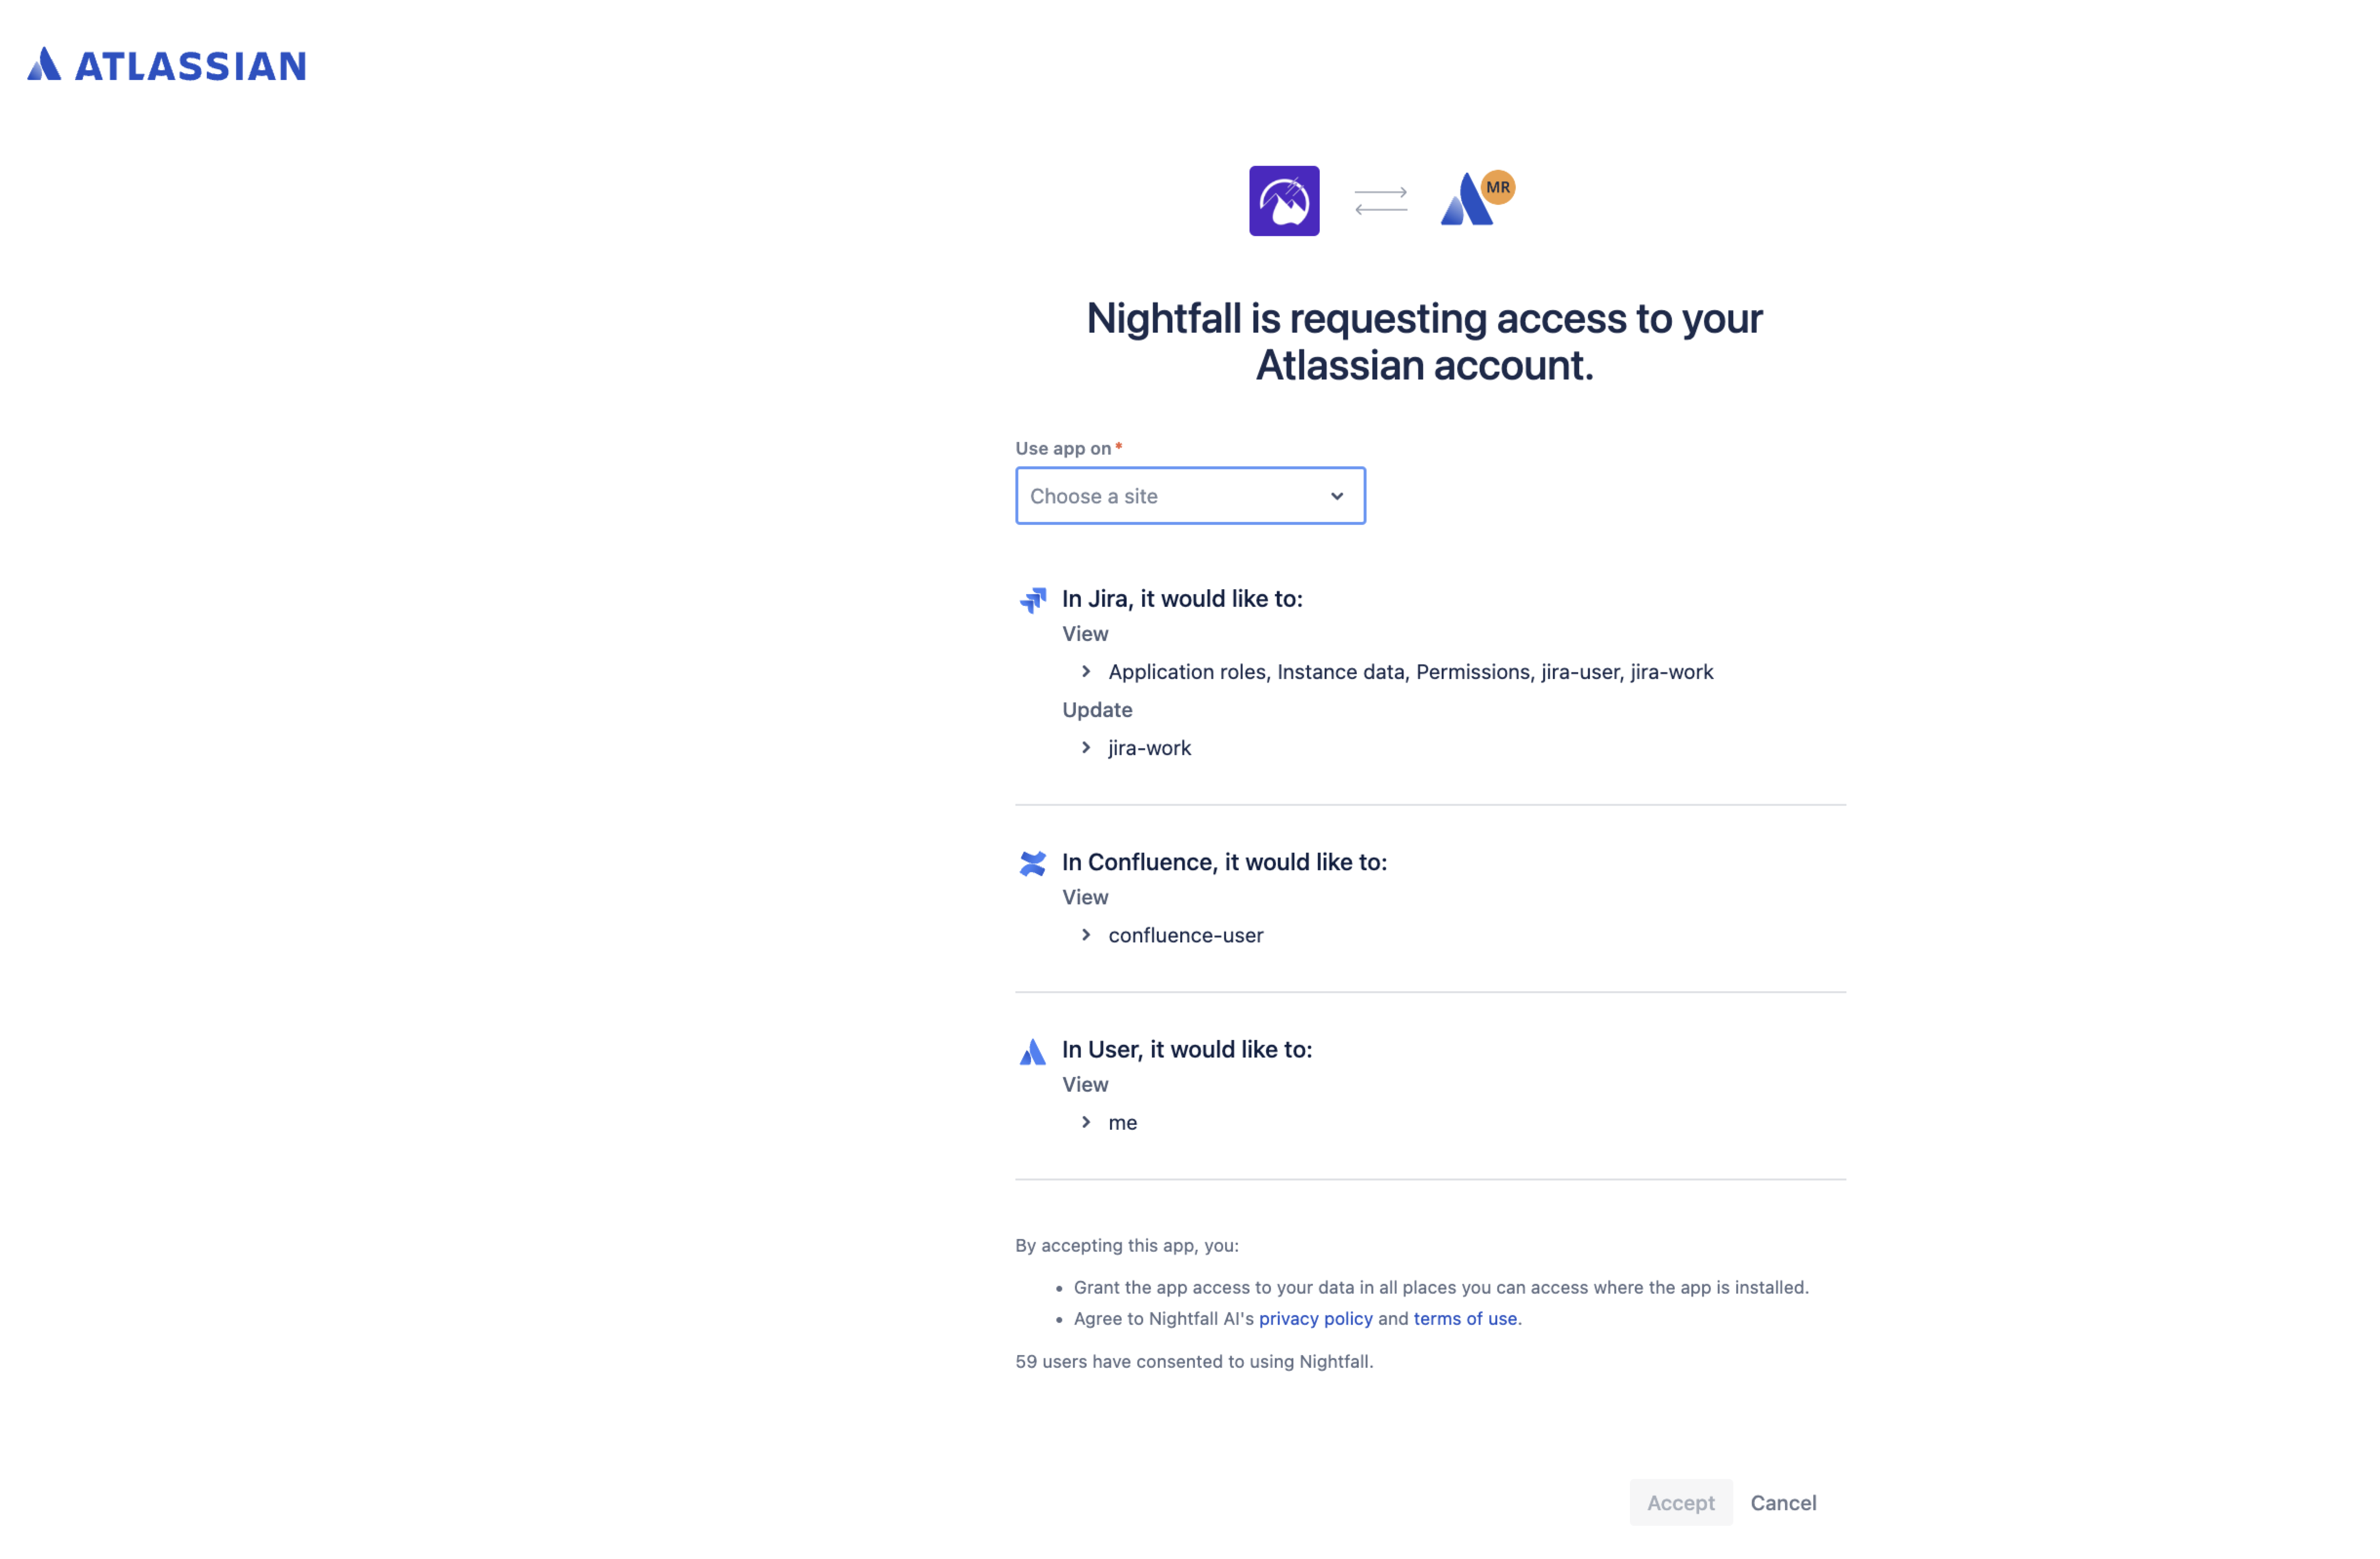 ATLASSIAN
MR
Nightfall is requesting access to your
Atlassian account.
Use app on *
Choose a site
In Jira, it would like to:
View
Application roles, Instance data, Permissions, jira-user, jira-work
Update
jira-work
In Confluence, it would like to:
View
confluence-user
In User, it would like to:
View
me
By accepting this app, you:
• Grant the app access to your data in all places you can access where the app is installed.
• Agree to Nightfall AI's privacy policy and terms of use.
59 users have consented to using Nightfall.
Accept Cancel